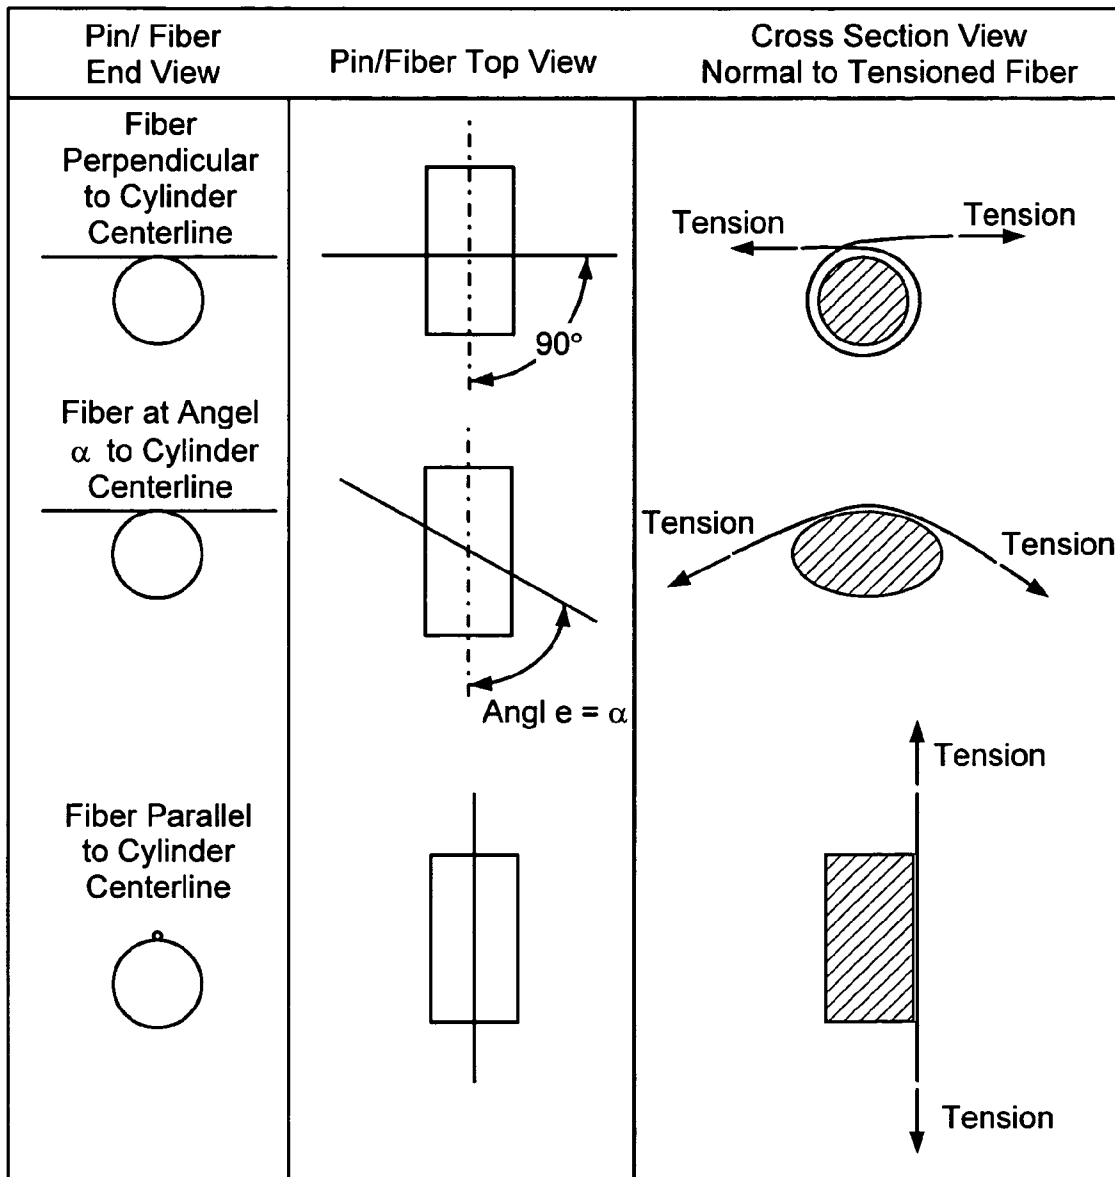 Pin/ Fiber
End View
Pin/Fiber Top View
Cross Section View
Normal to Tensioned Fiber
Fiber
Perpendicular
to Cylinder
Centerline
90°
Tension
Tension
Fiber at Angel
α to Cylinder
Centerline
Angl e = α
Tension
Tension
Fiber Parallel
to Cylinder
Centerline
Tension
Tension